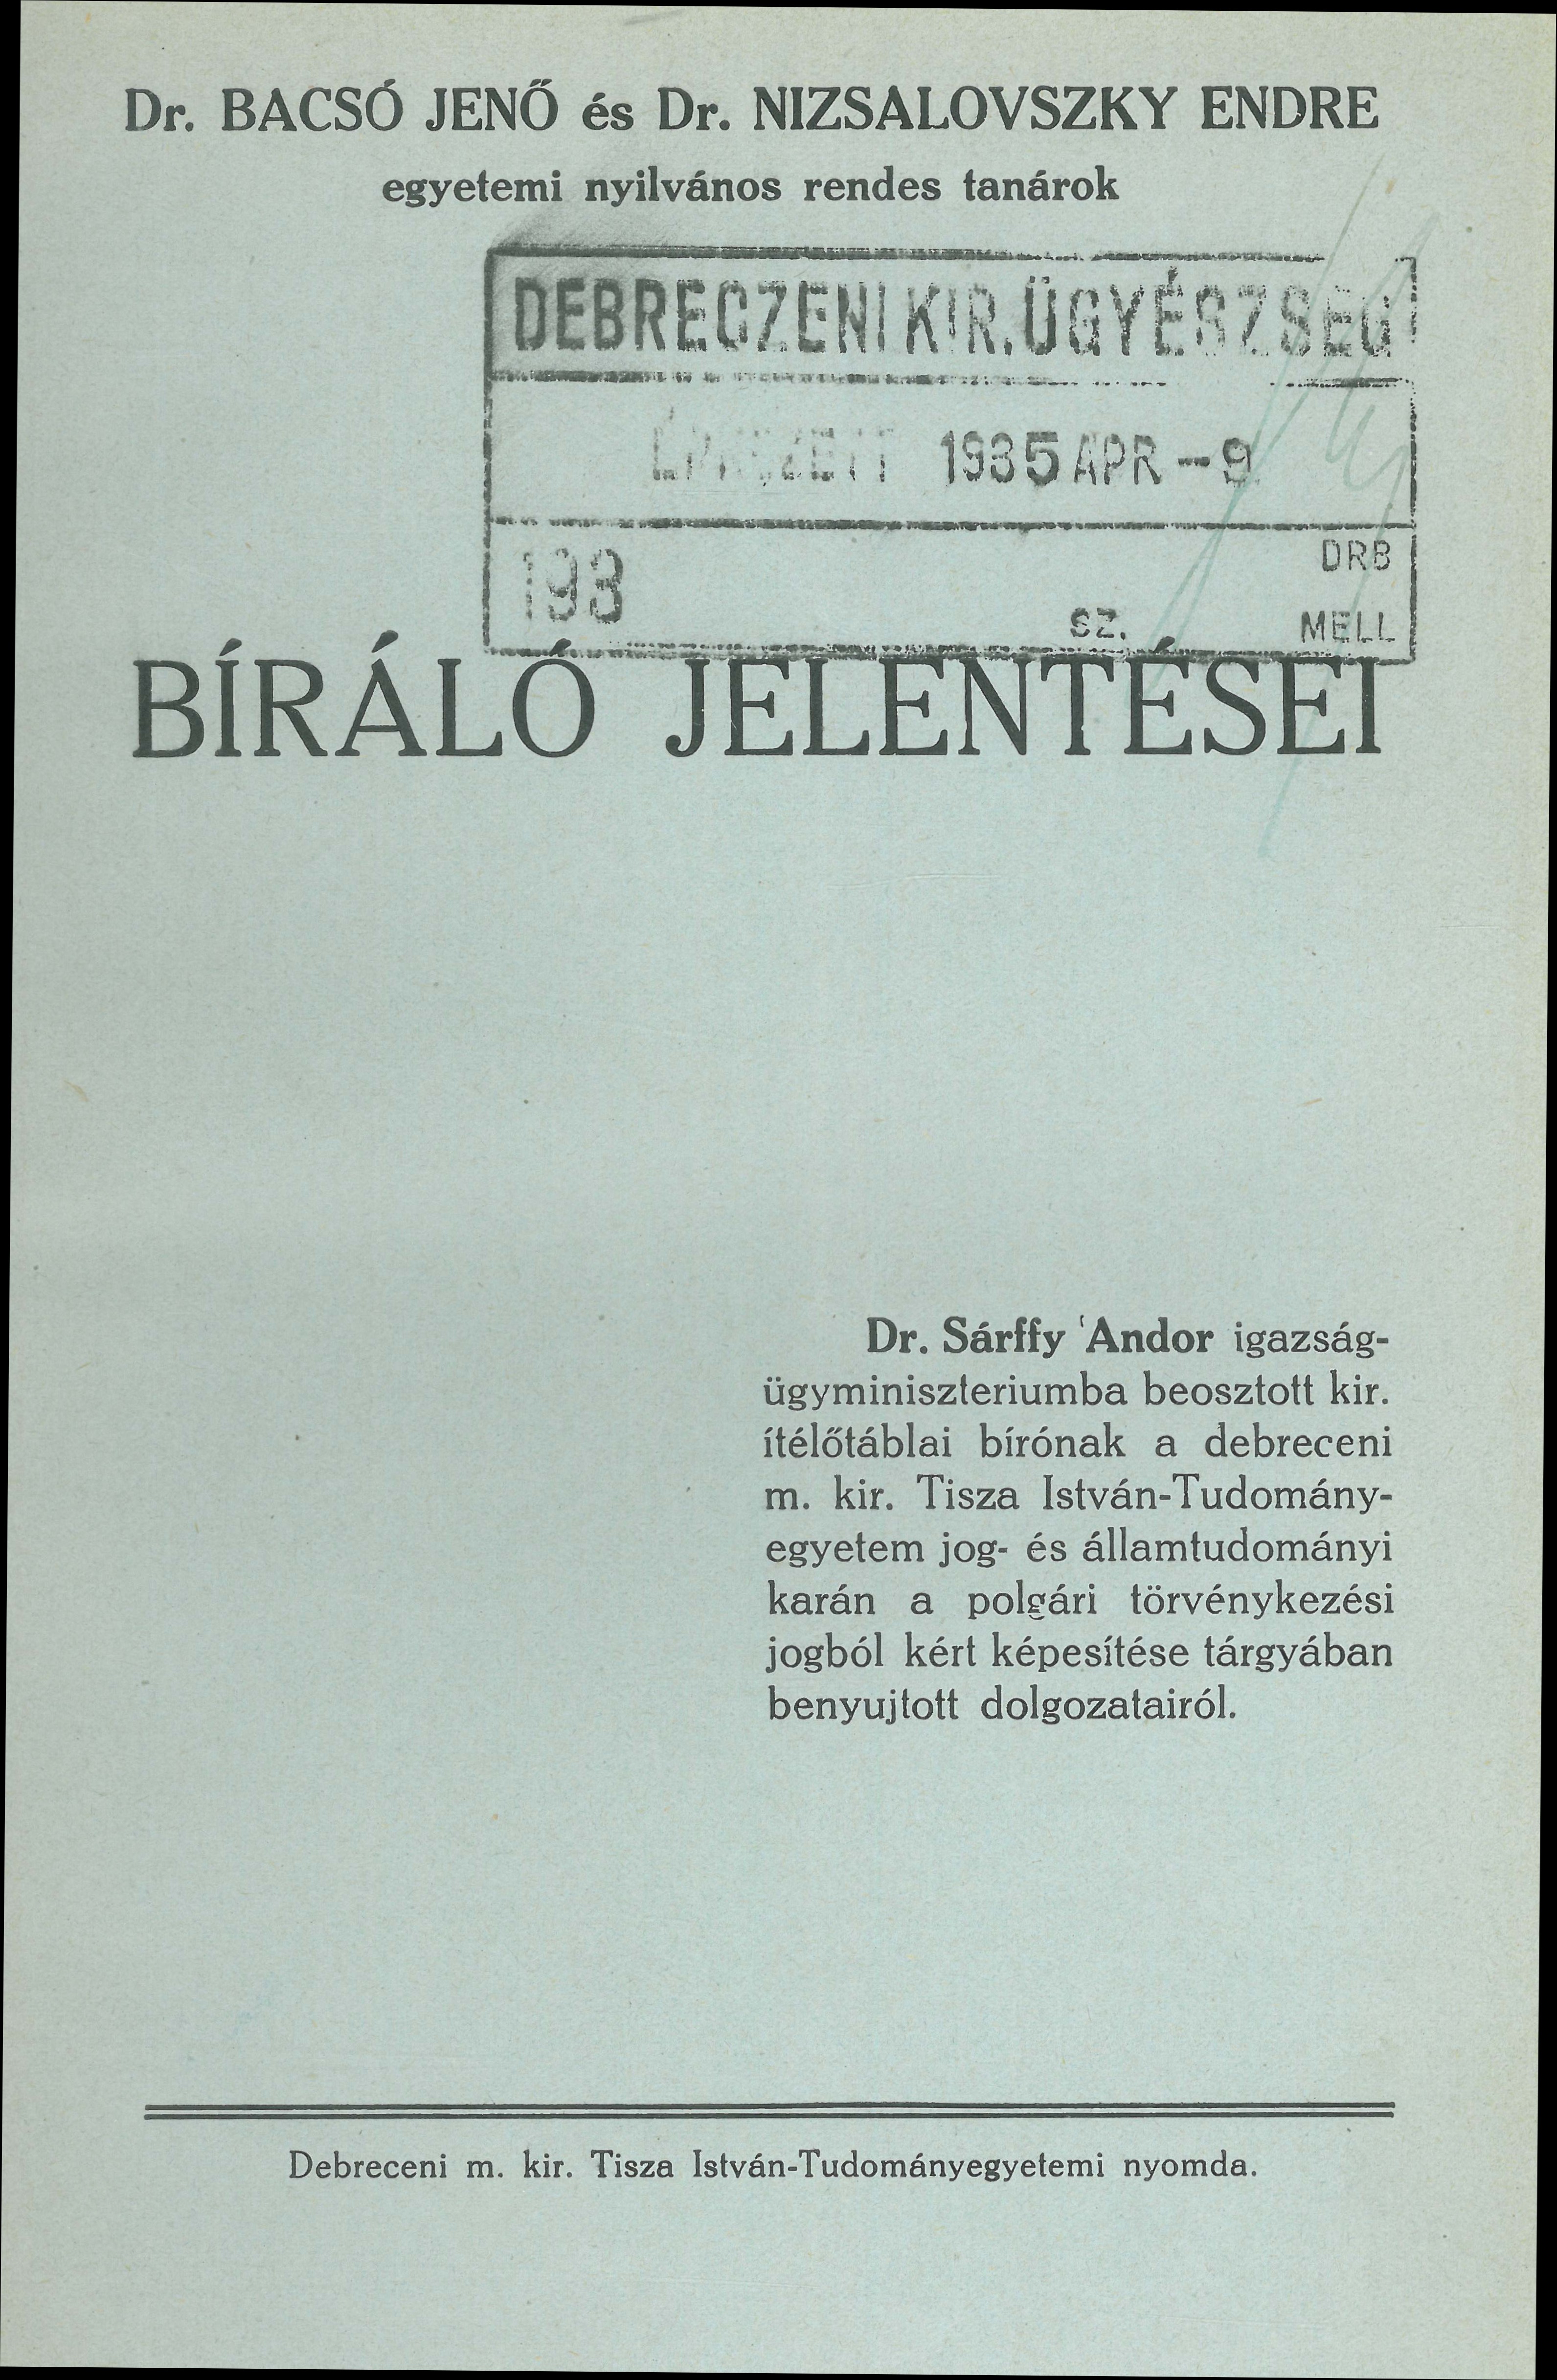 Dr. BACSÓ JENŐ és Dr. NIZSALOVSZKY ENDRE
egyetemi nyilvános rendes tanárok
DEBRECZENI KIR. ÜGYÉSZSÉG
1935 APR -9
193
DRB
SZ. MELL
BÍRÁLÓ JELENTÉSEI
Dr. Sárffy Andor igazság-
ügyminiszteriumba beosztott kir.
ítélőtáblai bírónak a debreceni
m. kir. Tisza István-Tudomány-
egyetem jog- és államtudományi
karán a polgári törvénykezési
jogból kért képesítése tárgyában
benyujtott dolgozatairól.
Debreceni m. kir. Tisza István-Tudományegyetemi nyomda.